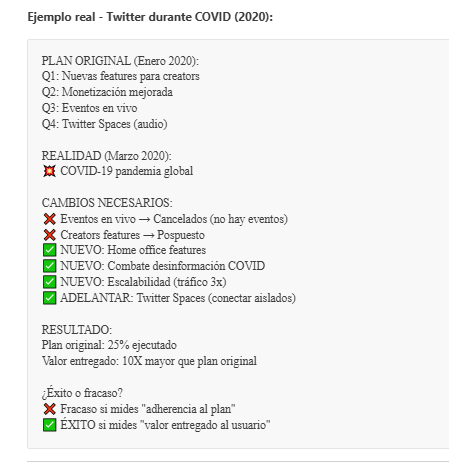 Ejemplo real - Twitter durante COVID (2020):
PLAN ORIGINAL (Enero 2020):
Q1: Nuevas features para creators
Q2: Monetización mejorada
Q3: Eventos en vivo
Q4: Twitter Spaces (audio)
REALIDAD (Marzo 2020):
💥 COVID-19 pandemia global
CAMBIOS NECESARIOS:
❌ Eventos en vivo → Cancelados (no hay eventos)
❌ Creators features → Pospuesto
✅ NUEVO: Home office features
✅ NUEVO: Combate desinformación COVID
✅ NUEVO: Escalabilidad (tráfico 3x)
✅ ADELANTAR: Twitter Spaces (conectar aislados)
RESULTADO:
Plan original: 25% ejecutado
Valor entregado: 10X mayor que plan original
¿Éxito o fracaso?
❌ Fracaso si mides "adherencia al plan"
✅ ÉXITO si mides "valor entregado al usuario"